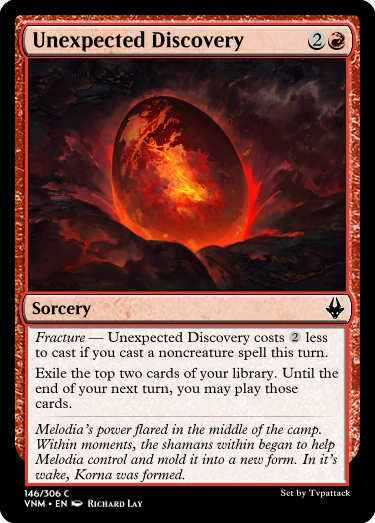 Unexpected Discovery 2
Sorcery
Fracture — Unexpected Discovery costs 2 less
to cast if you cast a noncreature spell this turn.
Exile the top two cards of your library. Until the
end of your next turn, you may play those
cards.
Melodia's power flared in the middle of the camp.
Within moments, the shamans within began to help
Melodia control and mold it into a new form. In it's
wake, Korna was formed.
146/306 C
VNM • EN Richard Lay
Set by Tvpattack